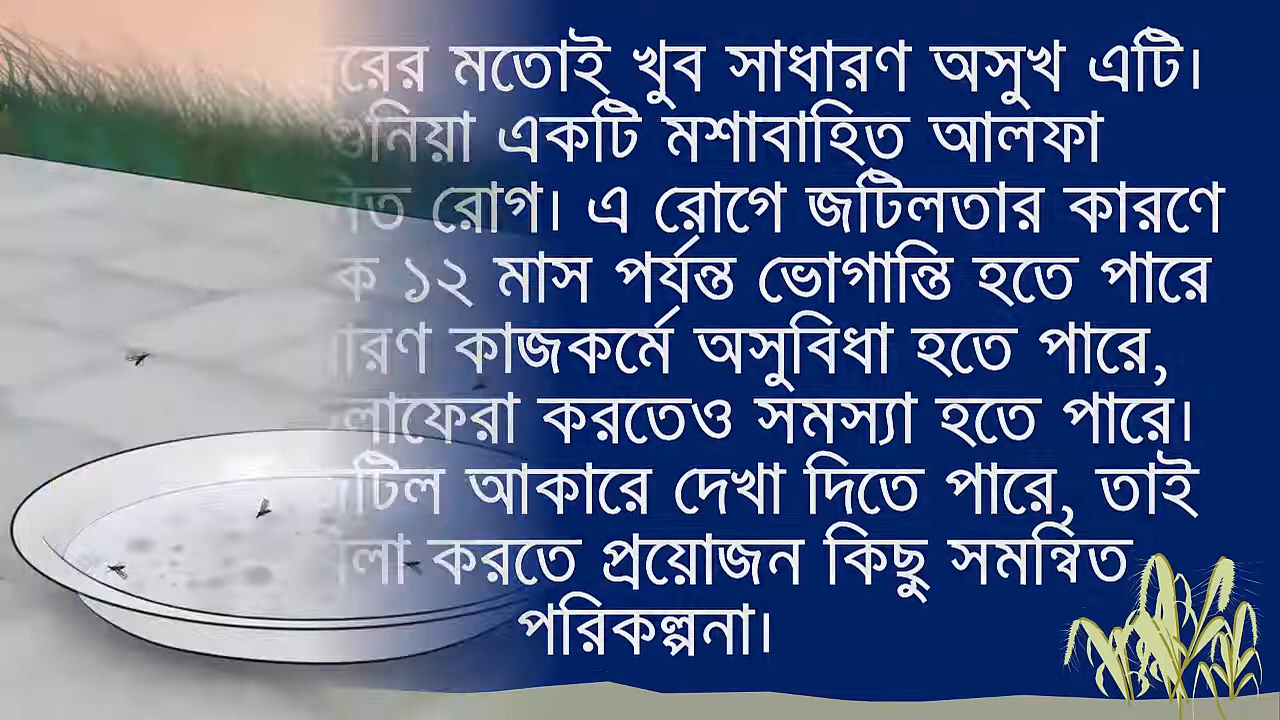 মতোই খুব সাধারণ অসুখ এটি।
একটি মশাবাহিত আলফা
রোগ। এ রোগে জটিলতার কারণে
১২ মাস পর্যন্ত ভোগান্তি হতে পারে
কাজকর্মে অসুবিধা হতে পারে,
করতেও সমস্যা হতে পারে।
আকারে দেখা দিতে পারে, তাই
করতে প্রয়োজন কিছু সমন্বিত
পরিকল্পনা।